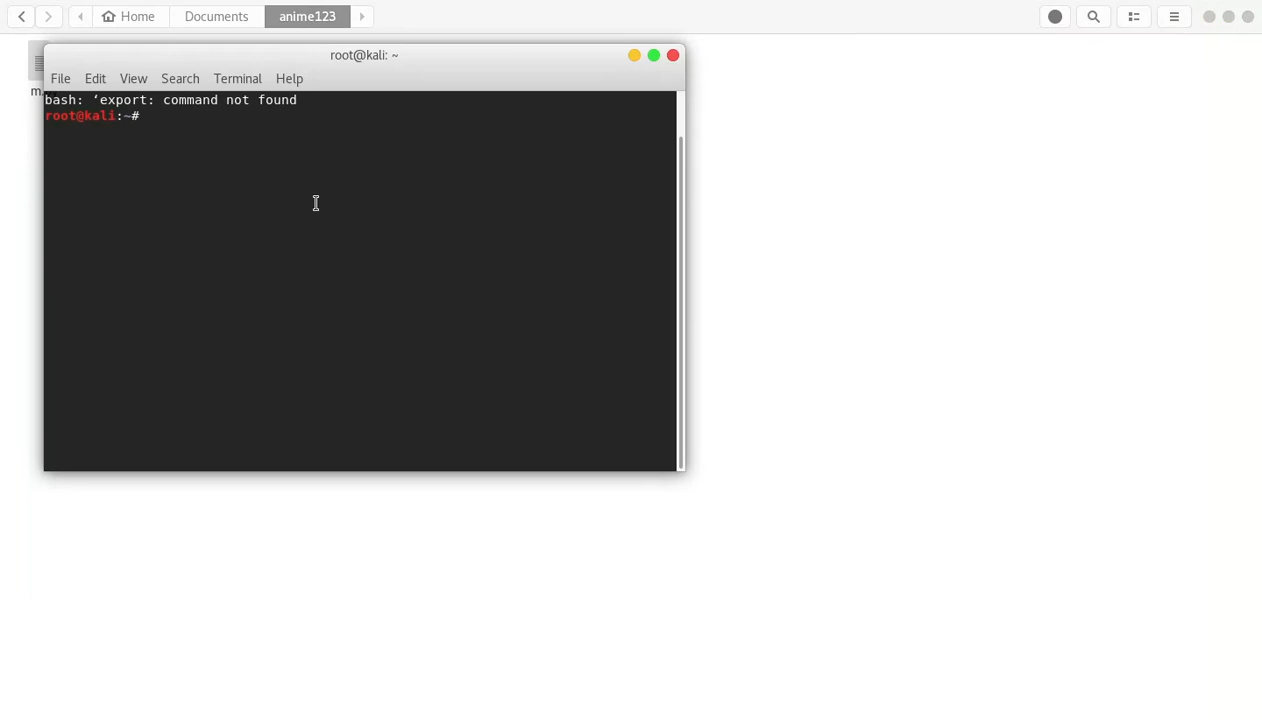 Home Documents anime123
root@kali: ~
File Edit View Search Terminal Help
m.
bash: ‘export: command not found
root@kali:~#